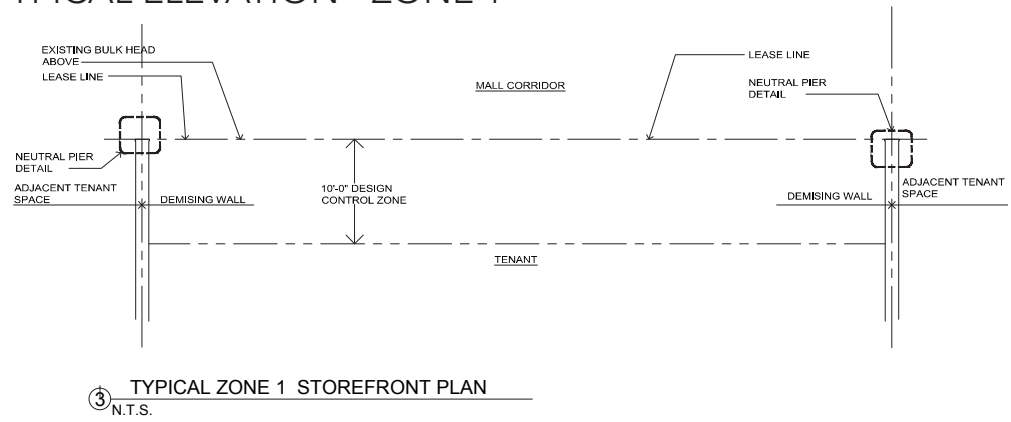 EXISTING BULK HEAD
ABOVE
LEASE LINE
MALL CORRIDOR
LEASE LINE
NEUTRAL PIER
DETAIL
NEUTRAL PIER
DETAIL
ADJACENT TENANT
SPACE
DEMISING WALL
10'-0" DESIGN
CONTROL ZONE
DEMISING WALL
ADJACENT TENANT
SPACE
TENANT
3 TYPICAL ZONE 1 STOREFRONT PLAN
N.T.S.